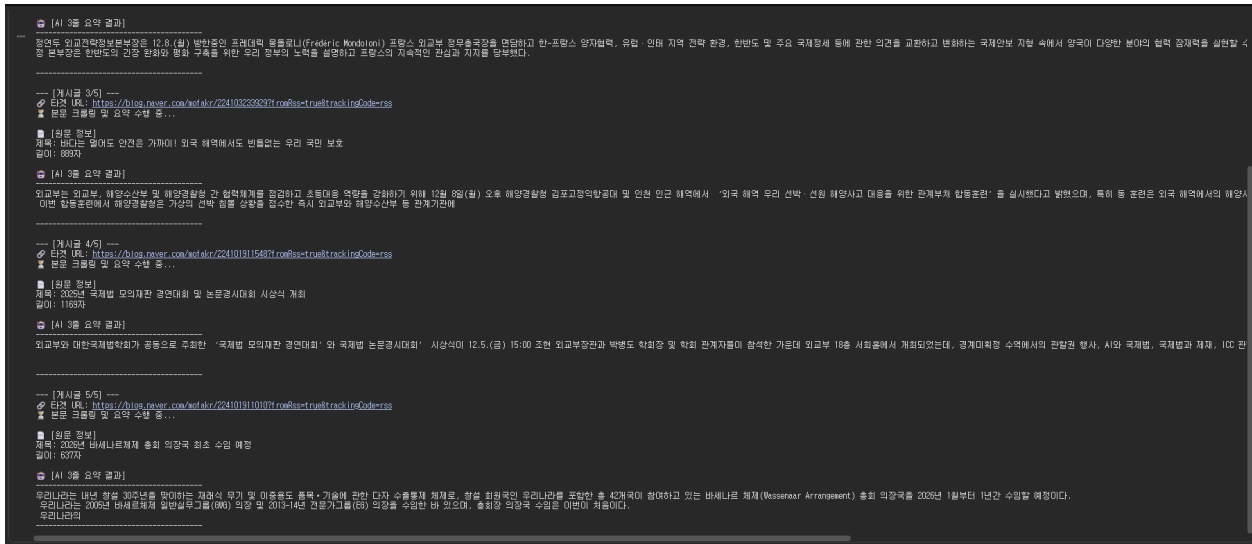 [AI 3줄 요약 결과]
----------------------------------------
정연두 외교전략정보본부장은 12.8.(월) 방한중인 프레데릭 몽돌로니(Frédéric Mondoloni) 프랑스 외교부 정무총국장을 면담하고 한-프랑스 양자협력, 유럽·인태 지역 전략 환경, 한반도 및 주요 국제정세 등에 관한 의견을 교환하고 변화하는 국제안보 지형 속에서 양국이 다양한 분야의 협력 잠재력을 실현할 수
정 본부장은 한반도의 긴장 완화와 평화 구축을 위한 우리 정부의 노력을 설명하고 프랑스의 지속적인 관심과 지지를 당부했다.
----------------------------------------
--- [게시글 3/5] ---
타겟 URL: https://blog.naver.com/mofakr/224103233929?fromRss=true&trackingCode=rss
본문 크롤링 및 요약 수행 중...
[원문 정보]
제목: 바다는 멀어도 안전은 가까이! 외국 해역에서도 빈틈없는 우리 국민 보호
길이: 889자
[AI 3줄 요약 결과]
----------------------------------------
외교부는 외교부, 해양수산부 및 해양경찰청 간 협력체계를 점검하고 초동대응 역량을 강화하기 위해 12월 8일(월) 오후 해양경찰청 김포고정익항공대 및 인천 인근 해역에서 '외국 해역 우리 선박·선원 해양사고 대응을 위한 관계부처 합동훈련'을 실시했다고 밝혔으며, 특히 동 훈련은 외국 해역에서의 해양사
이번 합동훈련에서 해양경찰청은 가상의 선박 침몰 상황을 접수한 즉시 외교부와 해양수산부 등 관계기관에
----------------------------------------
--- [게시글 4/5] ---
타겟 URL: https://blog.naver.com/mofakr/224101911548?fromRss=true&trackingCode=rss
본문 크롤링 및 요약 수행 중...
[원문 정보]
제목: 2025년 국제법 모의재판 경연대회 및 논문경시대회 시상식 개최
길이: 1169자
[AI 3줄 요약 결과]
----------------------------------------
외교부와 대한국제법학회가 공동으로 주최한 '국제법 모의재판 경연대회'와 국제법 논문경시대회' 시상식이 12.5.(금) 15:00 조현 외교부장관과 박병도 학회장 및 학회 관계자들이 참석한 가운데 외교부 18층 서희홀에서 개최되었는데, 경계미획정 수역에서의 관할권 행사, AI와 국제법, 국제법과 제재, ICC 관
----------------------------------------
--- [게시글 5/5] ---
타겟 URL: https://blog.naver.com/mofakr/224101911010?fromRss=true&trackingCode=rss
본문 크롤링 및 요약 수행 중...
[원문 정보]
제목: 2026년 바세나르체제 총회 의장국 최초 수임 예정
길이: 637자
[AI 3줄 요약 결과]
----------------------------------------
우리나라는 내년 창설 30주년을 맞이하는 재래식 무기 및 이중용도 품목·기술에 관한 다자 수출통제 체제로, 창설 회원국인 우리나라를 포함한 총 42개국이 참여하고 있는 바세나르 체제(Wassenaar Arrangement) 총회 의장국을 2026년 1월부터 1년간 수임할 예정이다.
우리나라는 2005년 바세르체제 일반실무그룹(GWG) 의장 및 2013-14년 전문가그룹(EG) 의장을 수임한 바 있으며, 총회장 의장국 수임은 이번이 처음이다.
우리나라의
----------------------------------------